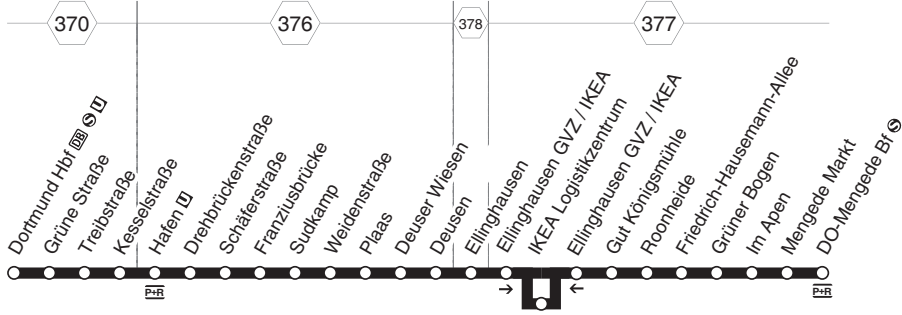 370
376
378
377
Dortmund Hbf DB S U
Grüne Straße
Treibstraße
Kesselstraße
Hafen U
Drehbrückenstraße
Schäferstraße
Franziusbrücke
Sudkamp
Weidenstraße
Plaas
Deuser Wiesen
Deusen
Ellinghausen
Ellinghausen GVZ / IKEA
IKEA Logistikzentrum
Ellinghausen GVZ / IKEA
Gut Königsmühle
Roonheide
Friedrich-Hausemann-Allee
Grüner Bogen
Im Apen
Mengede Markt
DO-Mengede Bf S
P+R
P+R